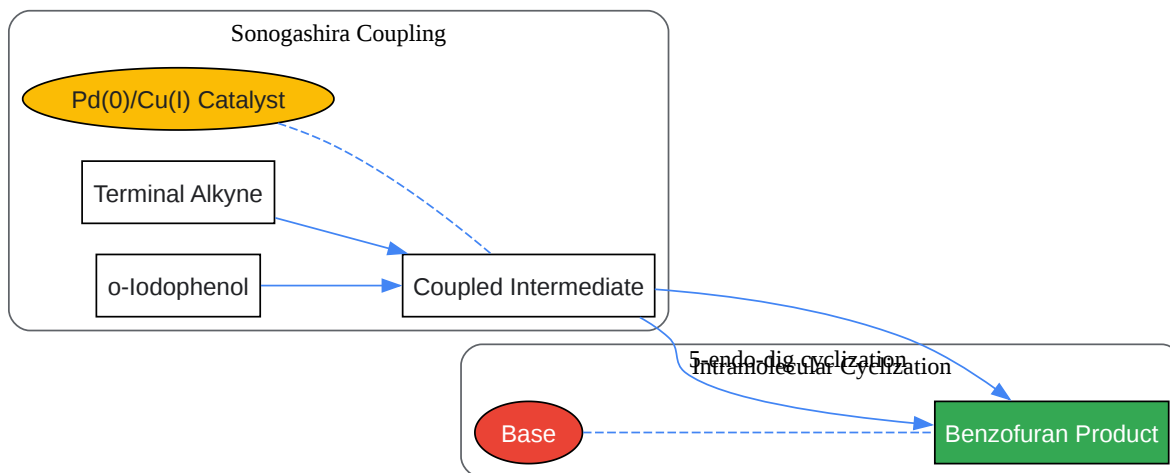 Sonogashira Coupling
Pd(0)/Cu(I) Catalyst
Terminal Alkyne
o-Iodophenol
Coupled Intermediate
5-endo-dig cyclization
Intramolecular Cyclization
Base
Benzofuran Product